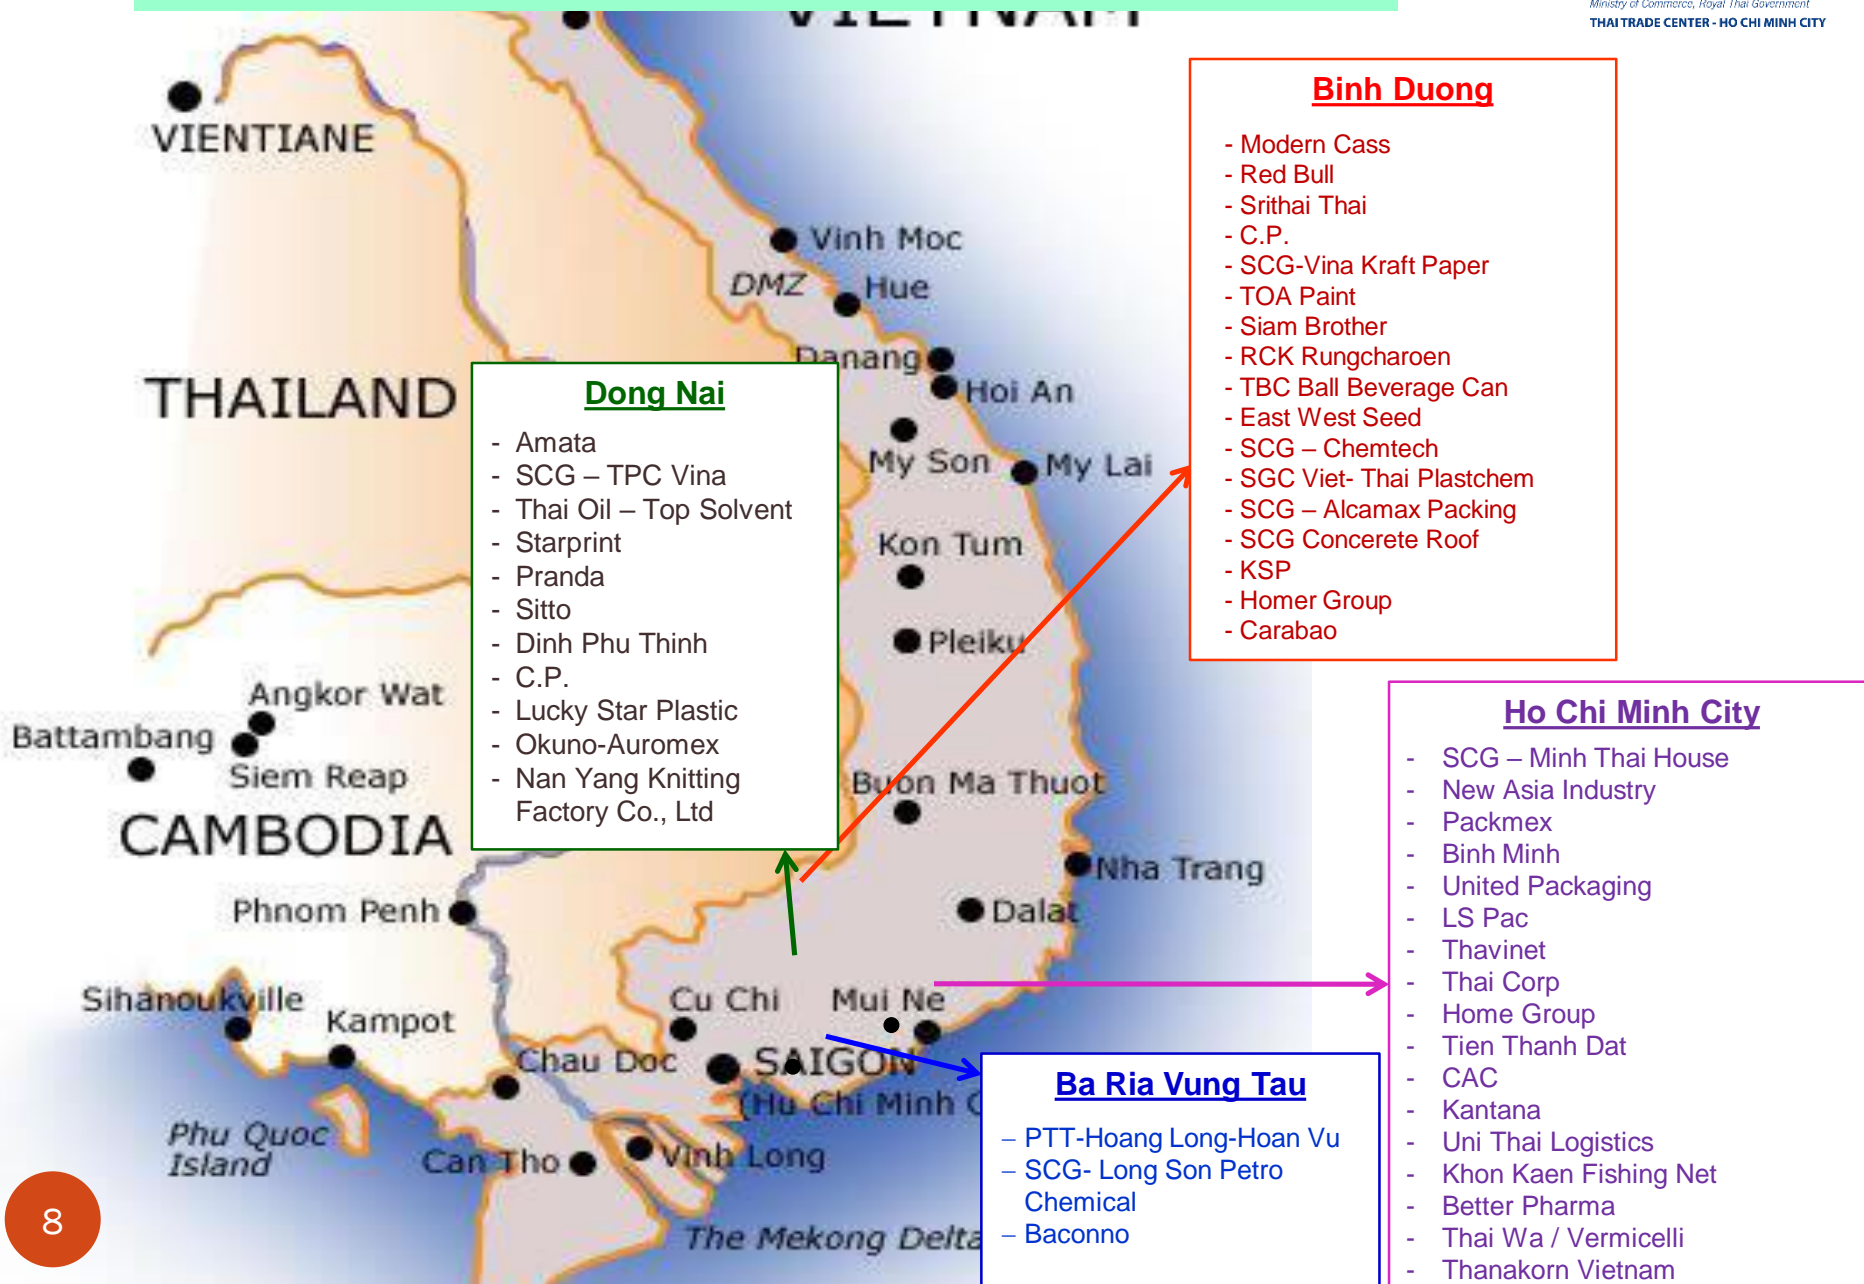 VIETNAM
Ministry of Commerce, Royal Thai Government
THAI TRADE CENTER - HO CHI MINH CITY
VIENTIANE
THAILAND
Vinh Moc
DMZ
Hue
Danang
Hoi An
My Son
My Lai
Kon Tum
Pleiku
Buon Ma Thuot
Nha Trang
Dalat
Angkor Wat
Battambang
Siem Reap
CAMBODIA
Phnom Penh
Sihanoukville
Kampot
Cu Chi
Mui Ne
Chau Doc
SAIGON
(Hu Chi Minh C
Phu Quoc
Island
Can Tho
Vinh Long
The Mekong Delta
Dong Nai
- Amata
- SCG – TPC Vina
- Thai Oil – Top Solvent
- Starprint
- Pranda
- Sitto
- Dinh Phu Thinh
- C.P.
- Lucky Star Plastic
- Okuno-Auromex
- Nan Yang Knitting
Factory Co., Ltd
Binh Duong
- Modern Cass
- Red Bull
- Srithai Thai
- C.P.
- SCG-Vina Kraft Paper
- TOA Paint
- Siam Brother
- RCK Rungcharoen
- TBC Ball Beverage Can
- East West Seed
- SCG – Chemtech
- SGC Viet- Thai Plastchem
- SCG – Alcamax Packing
- SCG Concerete Roof
- KSP
- Homer Group
- Carabao
Ho Chi Minh City
- SCG – Minh Thai House
- New Asia Industry
- Packmex
- Binh Minh
- United Packaging
- LS Pac
- Thavinet
- Thai Corp
- Home Group
- Tien Thanh Dat
- CAC
- Kantana
- Uni Thai Logistics
- Khon Kaen Fishing Net
- Better Pharma
- Thai Wa / Vermicelli
- Thanakorn Vietnam
Ba Ria Vung Tau
– PTT-Hoang Long-Hoan Vu
– SCG- Long Son Petro
Chemical
– Baconno
8